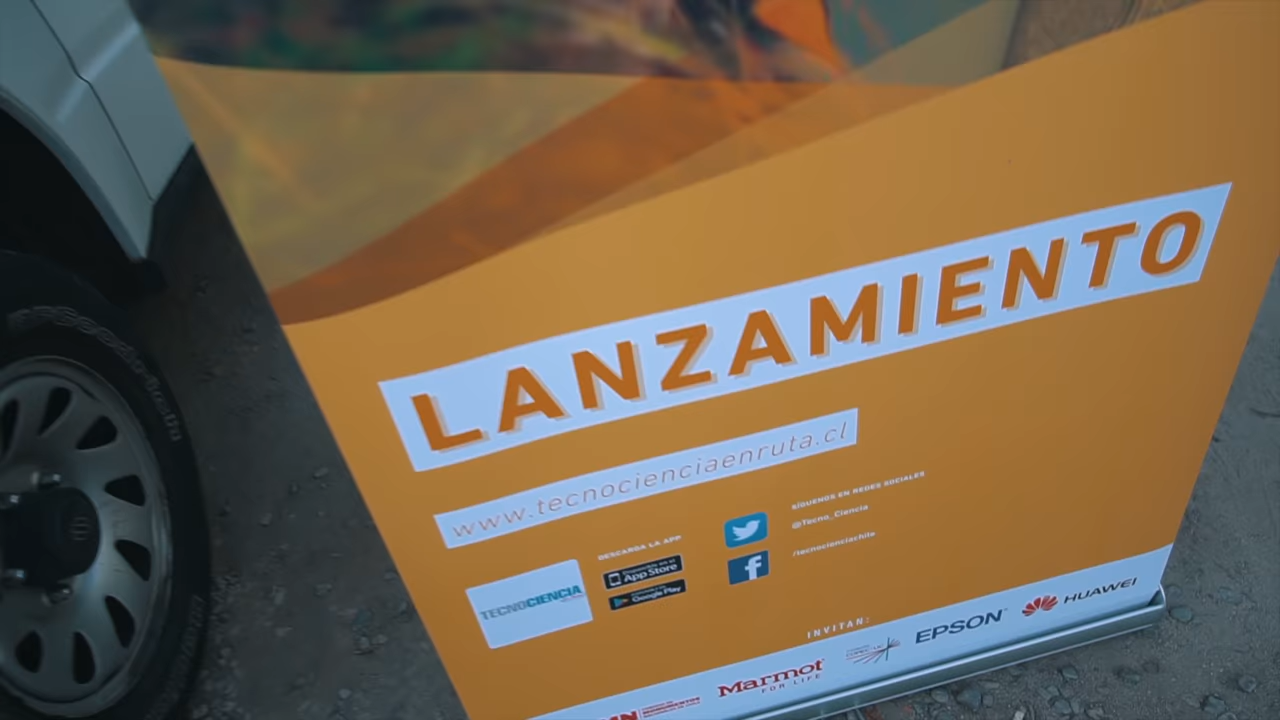 LANZAMIENTO
www.tecnocienciaenruta.cl
DESCARGA LA APP
App Store
Google Play
TECNOCIENCIA
SÍGUENOS EN REDES SOCIALES
@Tecno_Ciencia
/tecnocienciachile
INVITAN:
Marmot
FOR LIFE
EPSON
HUAWEI